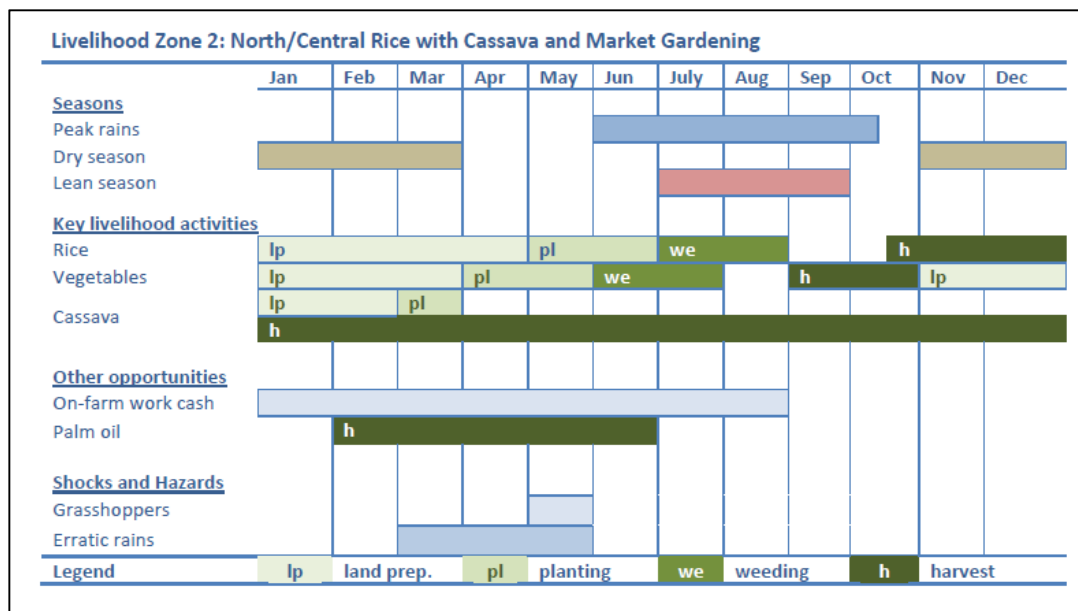 Livelihood Zone 2: North/Central Rice with Cassava and Market Gardening
Jan Feb Mar Apr May Jun July Aug Sep Oct Nov Dec
Seasons
Peak rains
Dry season
Lean season
Key livelihood activities
Rice lp pl we h
Vegetables lp pl we h lp
lp pl
Cassava
h
Other opportunities
On-farm work cash
Palm oil h
Shocks and Hazards
Grasshoppers
Erratic rains
Legend lp land prep. pl planting we weeding h harvest